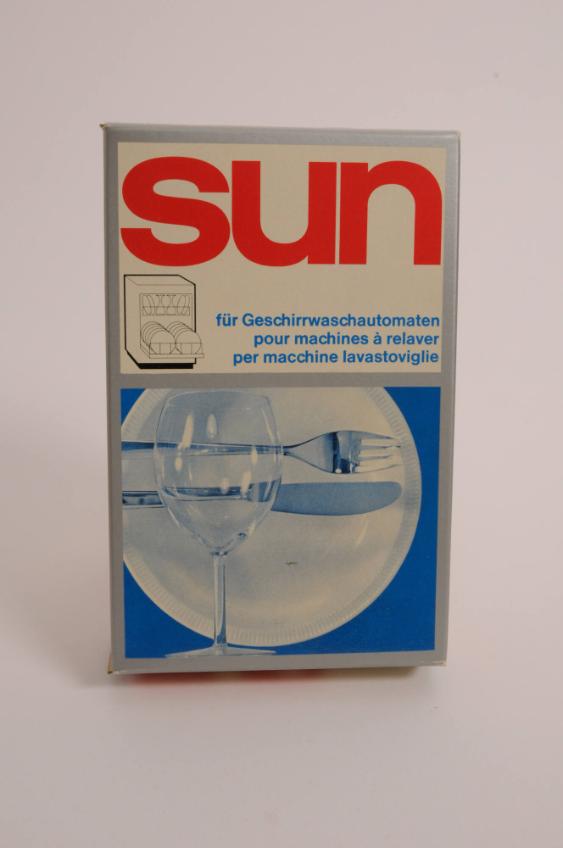 sun
für Geschirrwaschautomaten
pour machines à relaver
per macchine lavastoviglie